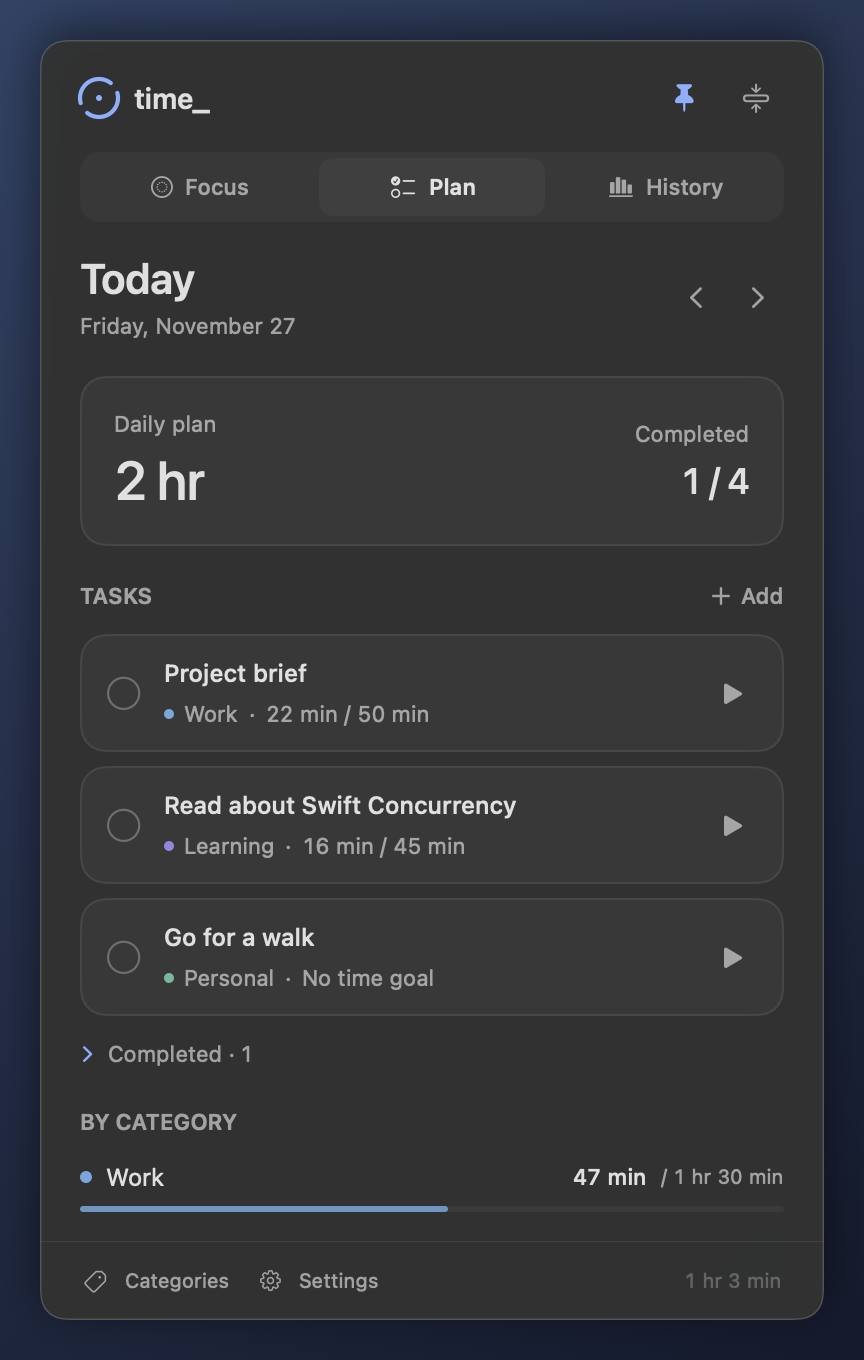 time_
Focus
Plan
History
Today
Friday, November 27
Daily plan
Completed
2 hr
1 / 4
TASKS
+ Add
Project brief
Work · 22 min / 50 min
Read about Swift Concurrency
Learning · 16 min / 45 min
Go for a walk
Personal · No time goal
Completed · 1
BY CATEGORY
Work
47 min / 1 hr 30 min
Categories
Settings
1 hr 3 min